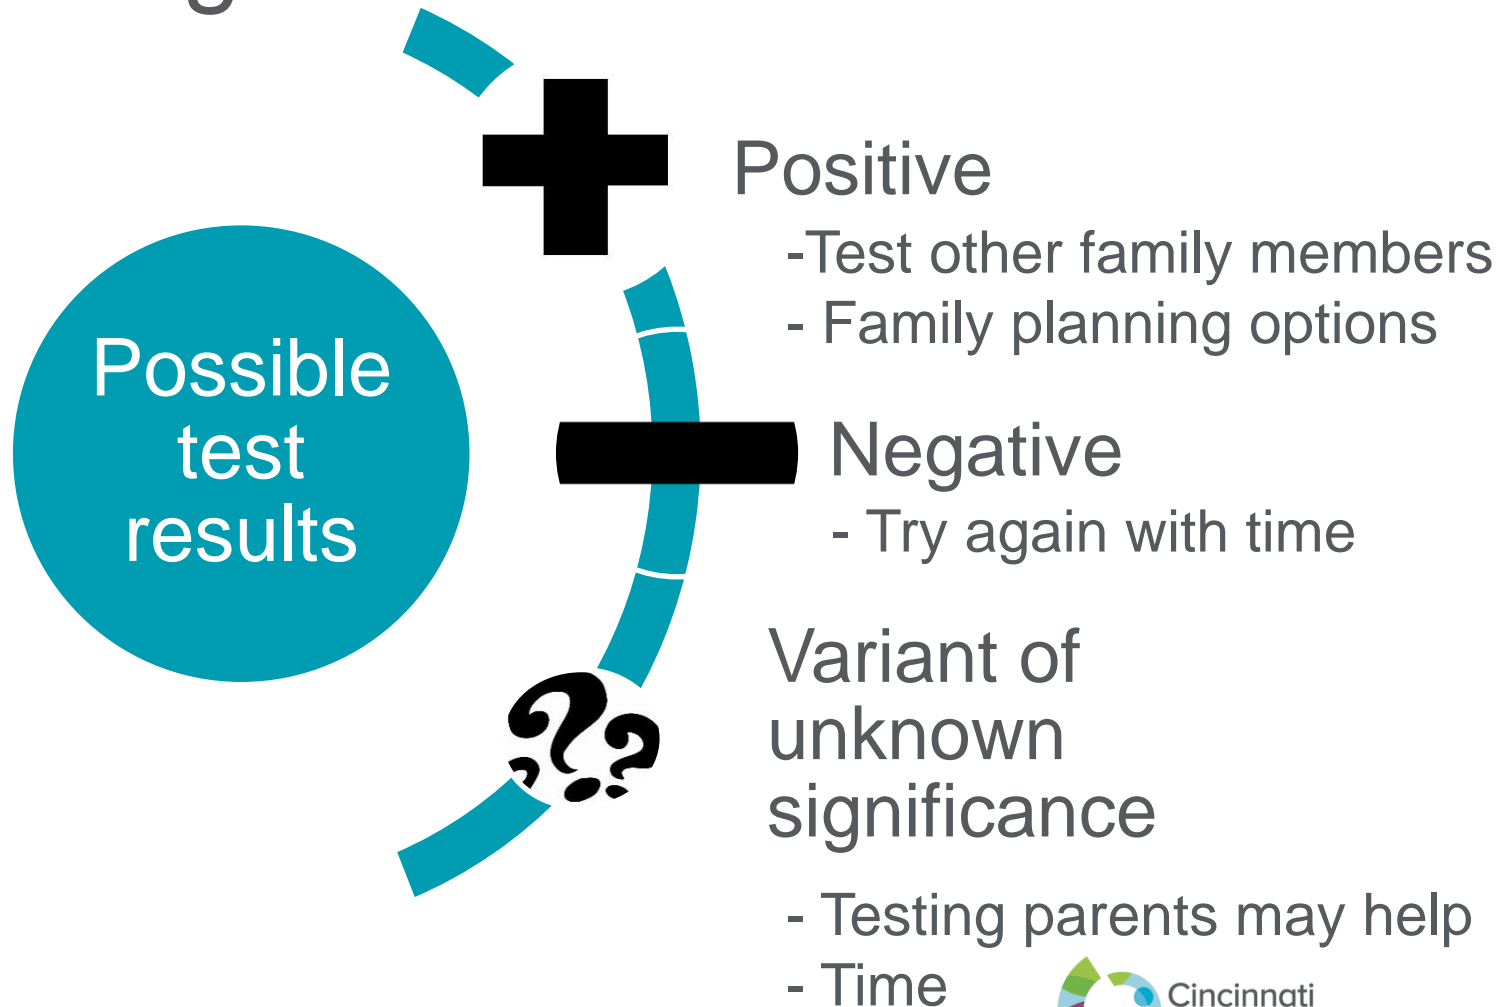 Possible
test
results
Positive
-Test other family members
- Family planning options
Negative
- Try again with time
Variant of
unknown
significance
- Testing parents may help
- Time
Cincinnati